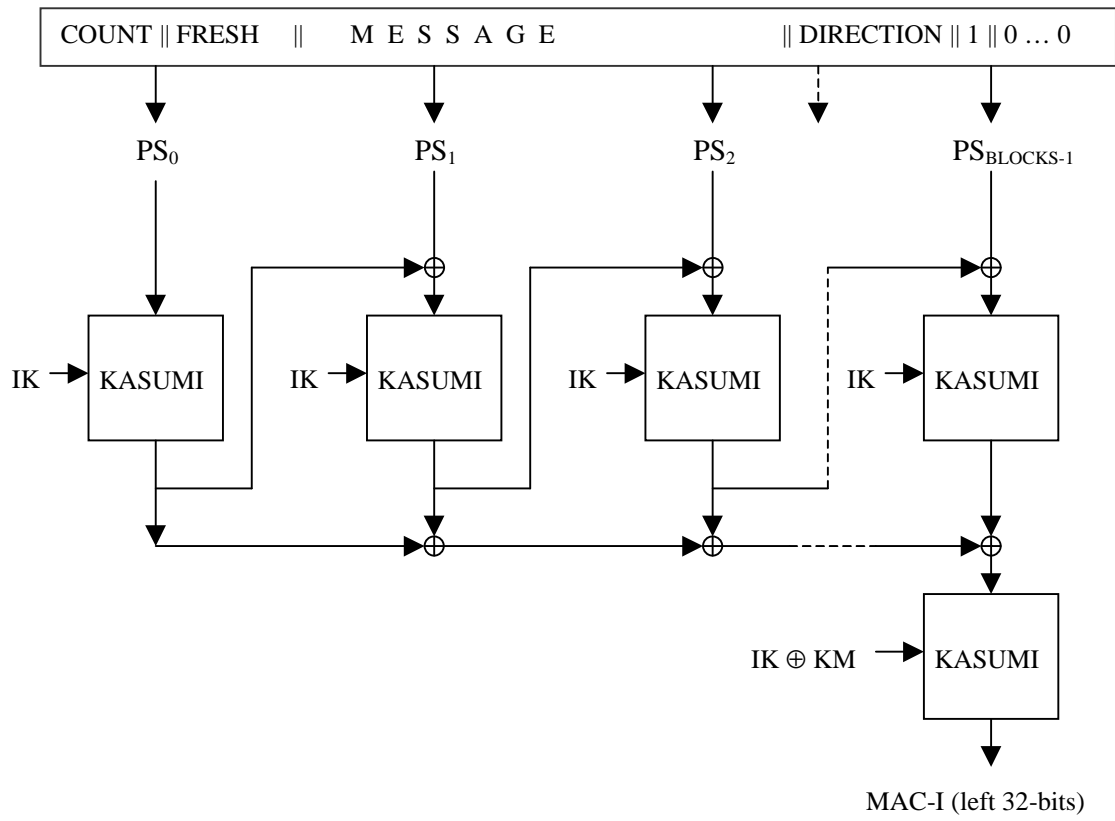 COUNT || FRESH || M E S S A G E || DIRECTION || 1 || 0 … 0
PS₀ PS₁ PS₂ PS_BLOCKS-1
IK KASUMI IK KASUMI IK KASUMI IK KASUMI
IK ⊕ KM KASUMI
MAC-I (left 32-bits)